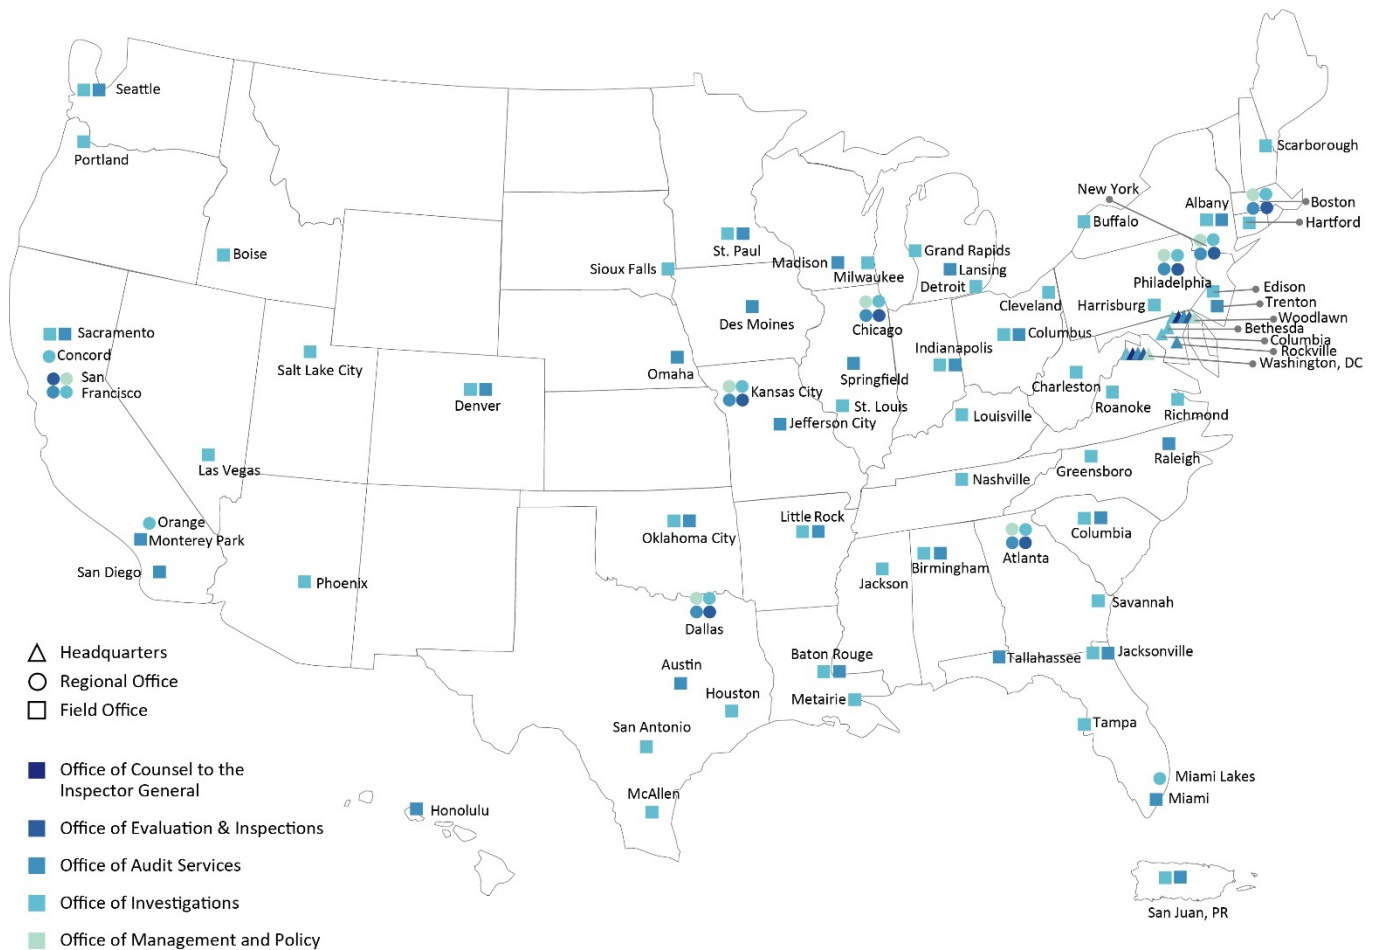 Seattle
Portland
Boise
Sacramento
Concord
San
Francisco
Salt Lake City
Las Vegas
Orange
Monterey Park
San Diego
Phoenix
Denver
Sioux Falls
St. Paul
Des Moines
Omaha
Kansas City
Jefferson City
Oklahoma City
Little Rock
Dallas
Austin
Houston
San Antonio
McAllen
Baton Rouge
Metairie
Madison
Milwaukee
Chicago
Springfield
St. Louis
Grand Rapids
Lansing
Detroit
Indianapolis
Cleveland
Columbus
Louisville
Nashville
Jackson
Birmingham
Atlanta
Columbia
Savannah
Tallahassee
Jacksonville
Tampa
Miami Lakes
Miami
Charleston
Roanoke
Richmond
Greensboro
Raleigh
Scarborough
New York
Albany
Boston
Buffalo
Hartford
Philadelphia
Harrisburg
Edison
Trenton
Woodlawn
Bethesda
Columbia
Rockville
Washington, DC
Honolulu
San Juan, PR
Headquarters
Regional Office
Field Office
Office of Counsel to the
Inspector General
Office of Evaluation & Inspections
Office of Audit Services
Office of Investigations
Office of Management and Policy